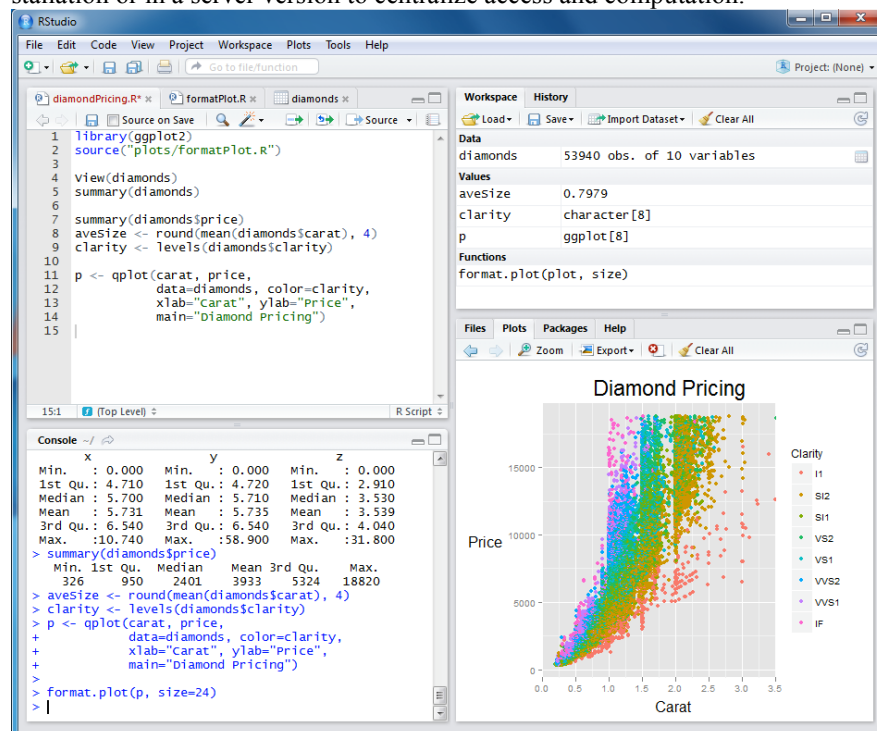 or in a server version to centralize access and computation.
RStudio
File Edit Code View Project Workspace Plots Tools Help
Go to file/function
Project: (None)
diamondPricing.R* formatPlot.R diamonds
Source on Save Source
1 library(ggplot2)
2 source("plots/formatPlot.R")
3
4 View(diamonds)
5 summary(diamonds)
6
7 summary(diamonds$price)
8 aveSize <- round(mean(diamonds$carat), 4)
9 clarity <- levels(diamonds$clarity)
10
11 p <- qplot(carat, price,
12 data=diamonds, color=clarity,
13 xlab="Carat", ylab="Price",
14 main="Diamond Pricing")
15
15:1 (Top Level) R Script
Console ~/
x y z
Min. : 0.000 Min. : 0.000 Min. : 0.000
1st Qu.: 4.710 1st Qu.: 4.720 1st Qu.: 2.910
Median : 5.700 Median : 5.710 Median : 3.530
Mean : 5.731 Mean : 5.735 Mean : 3.539
3rd Qu.: 6.540 3rd Qu.: 6.540 3rd Qu.: 4.040
Max. :10.740 Max. :58.900 Max. :31.800
> summary(diamonds$price)
Min. 1st Qu. Median Mean 3rd Qu. Max.
326 950 2401 3933 5324 18820
> aveSize <- round(mean(diamonds$carat), 4)
> clarity <- levels(diamonds$clarity)
> p <- qplot(carat, price,
+ data=diamonds, color=clarity,
+ xlab="Carat", ylab="Price",
+ main="Diamond Pricing")
>
> format.plot(p, size=24)
>
Workspace History
Load Save Import Dataset Clear All
Data
diamonds 53940 obs. of 10 variables
Values
aveSize 0.7979
clarity character[8]
p ggplot[8]
Functions
format.plot(plot, size)
Files Plots Packages Help
Zoom Export Clear All
Diamond Pricing
Price
15000
10000
5000
0
0.0 0.5 1.0 1.5 2.0 2.5 3.0 3.5
Carat
Clarity
I1
SI2
SI1
VS2
VS1
VVS2
VVS1
IF